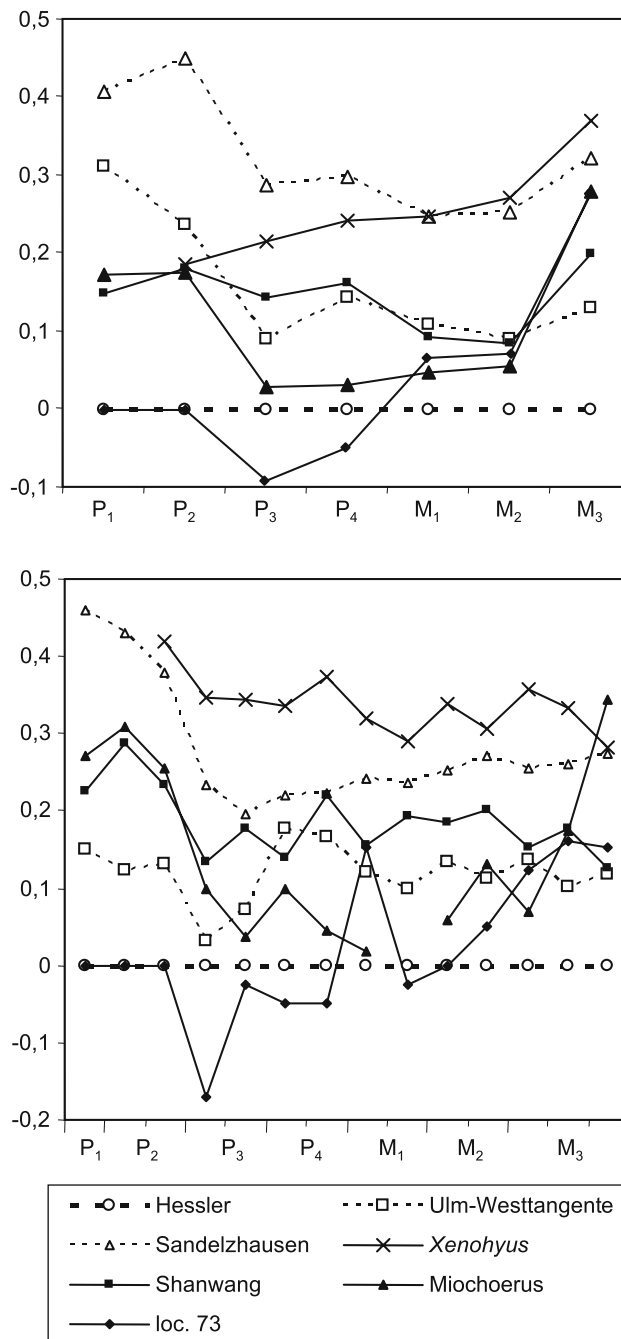 0,5
0,4
0,3
0,2
0,1
0
-0,1
P₁ P₂ P₃ P₄ M₁ M₂ M₃
0,5
0,4
0,3
0,2
0,1
0
-0,1
-0,2
P₁ P₂ P₃ P₄ M₁ M₂ M₃
Hessler Ulm-Westtangente
Sandelzhausen Xenohyus
Shanwang Miochoerus
loc. 73